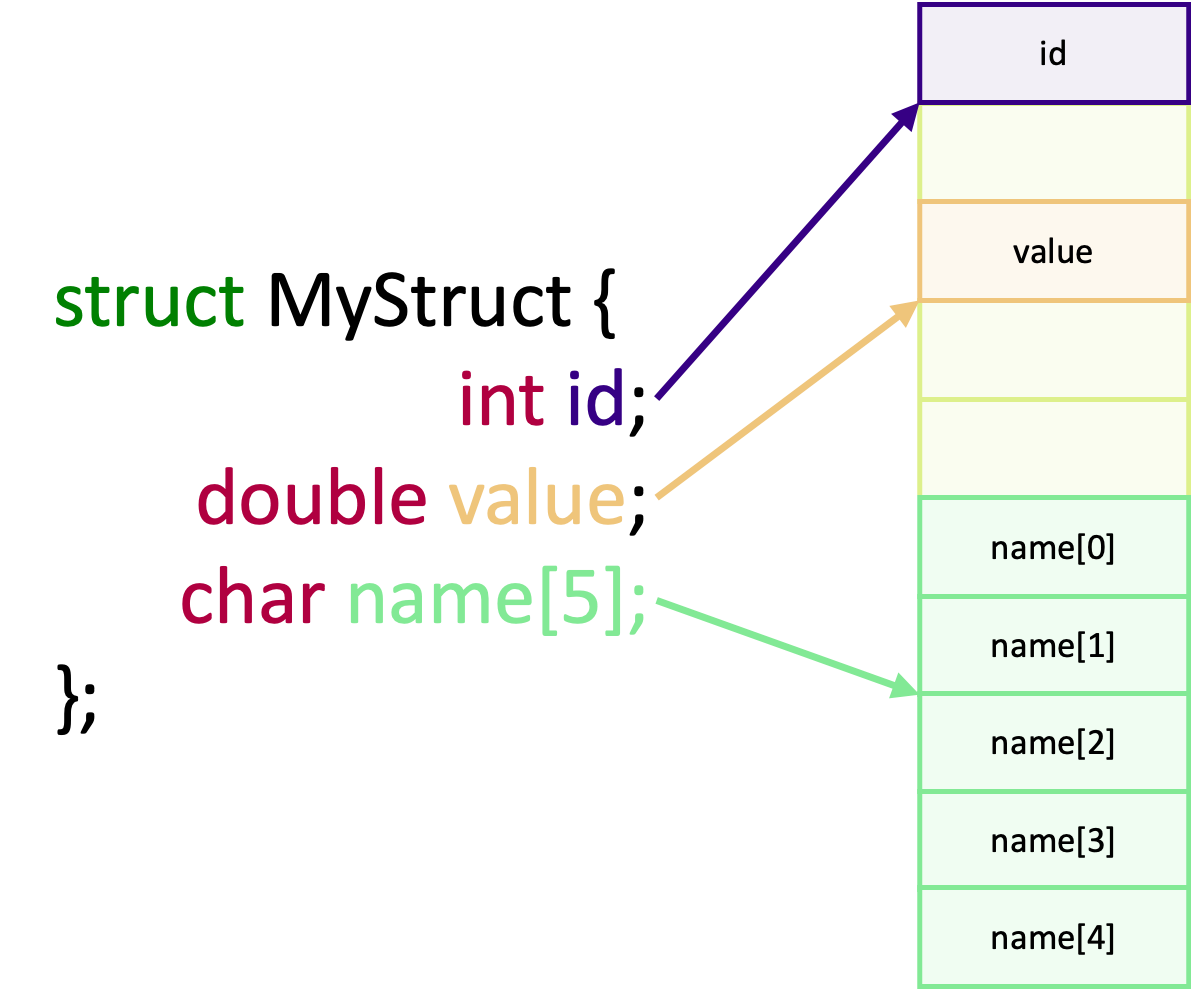 struct MyStruct {
int id;
double value;
char name[5];
};
id
value
name[0]
name[1]
name[2]
name[3]
name[4]